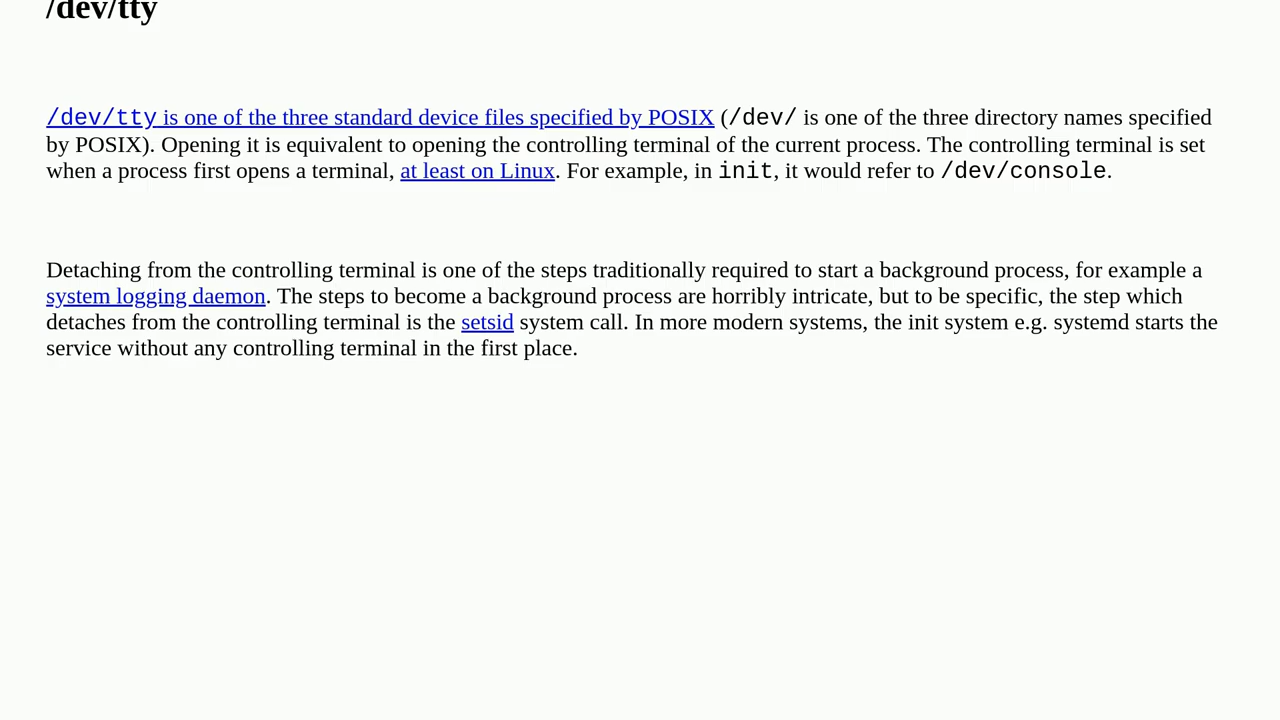 /dev/tty
/dev/tty is one of the three standard device files specified by POSIX (/dev/ is one of the three directory names specified
by POSIX). Opening it is equivalent to opening the controlling terminal of the current process. The controlling terminal is set
when a process first opens a terminal, at least on Linux. For example, in init, it would refer to /dev/console.
Detaching from the controlling terminal is one of the steps traditionally required to start a background process, for example a
system logging daemon. The steps to become a background process are horribly intricate, but to be specific, the step which
detaches from the controlling terminal is the setsid system call. In more modern systems, the init system e.g. systemd starts the
service without any controlling terminal in the first place.